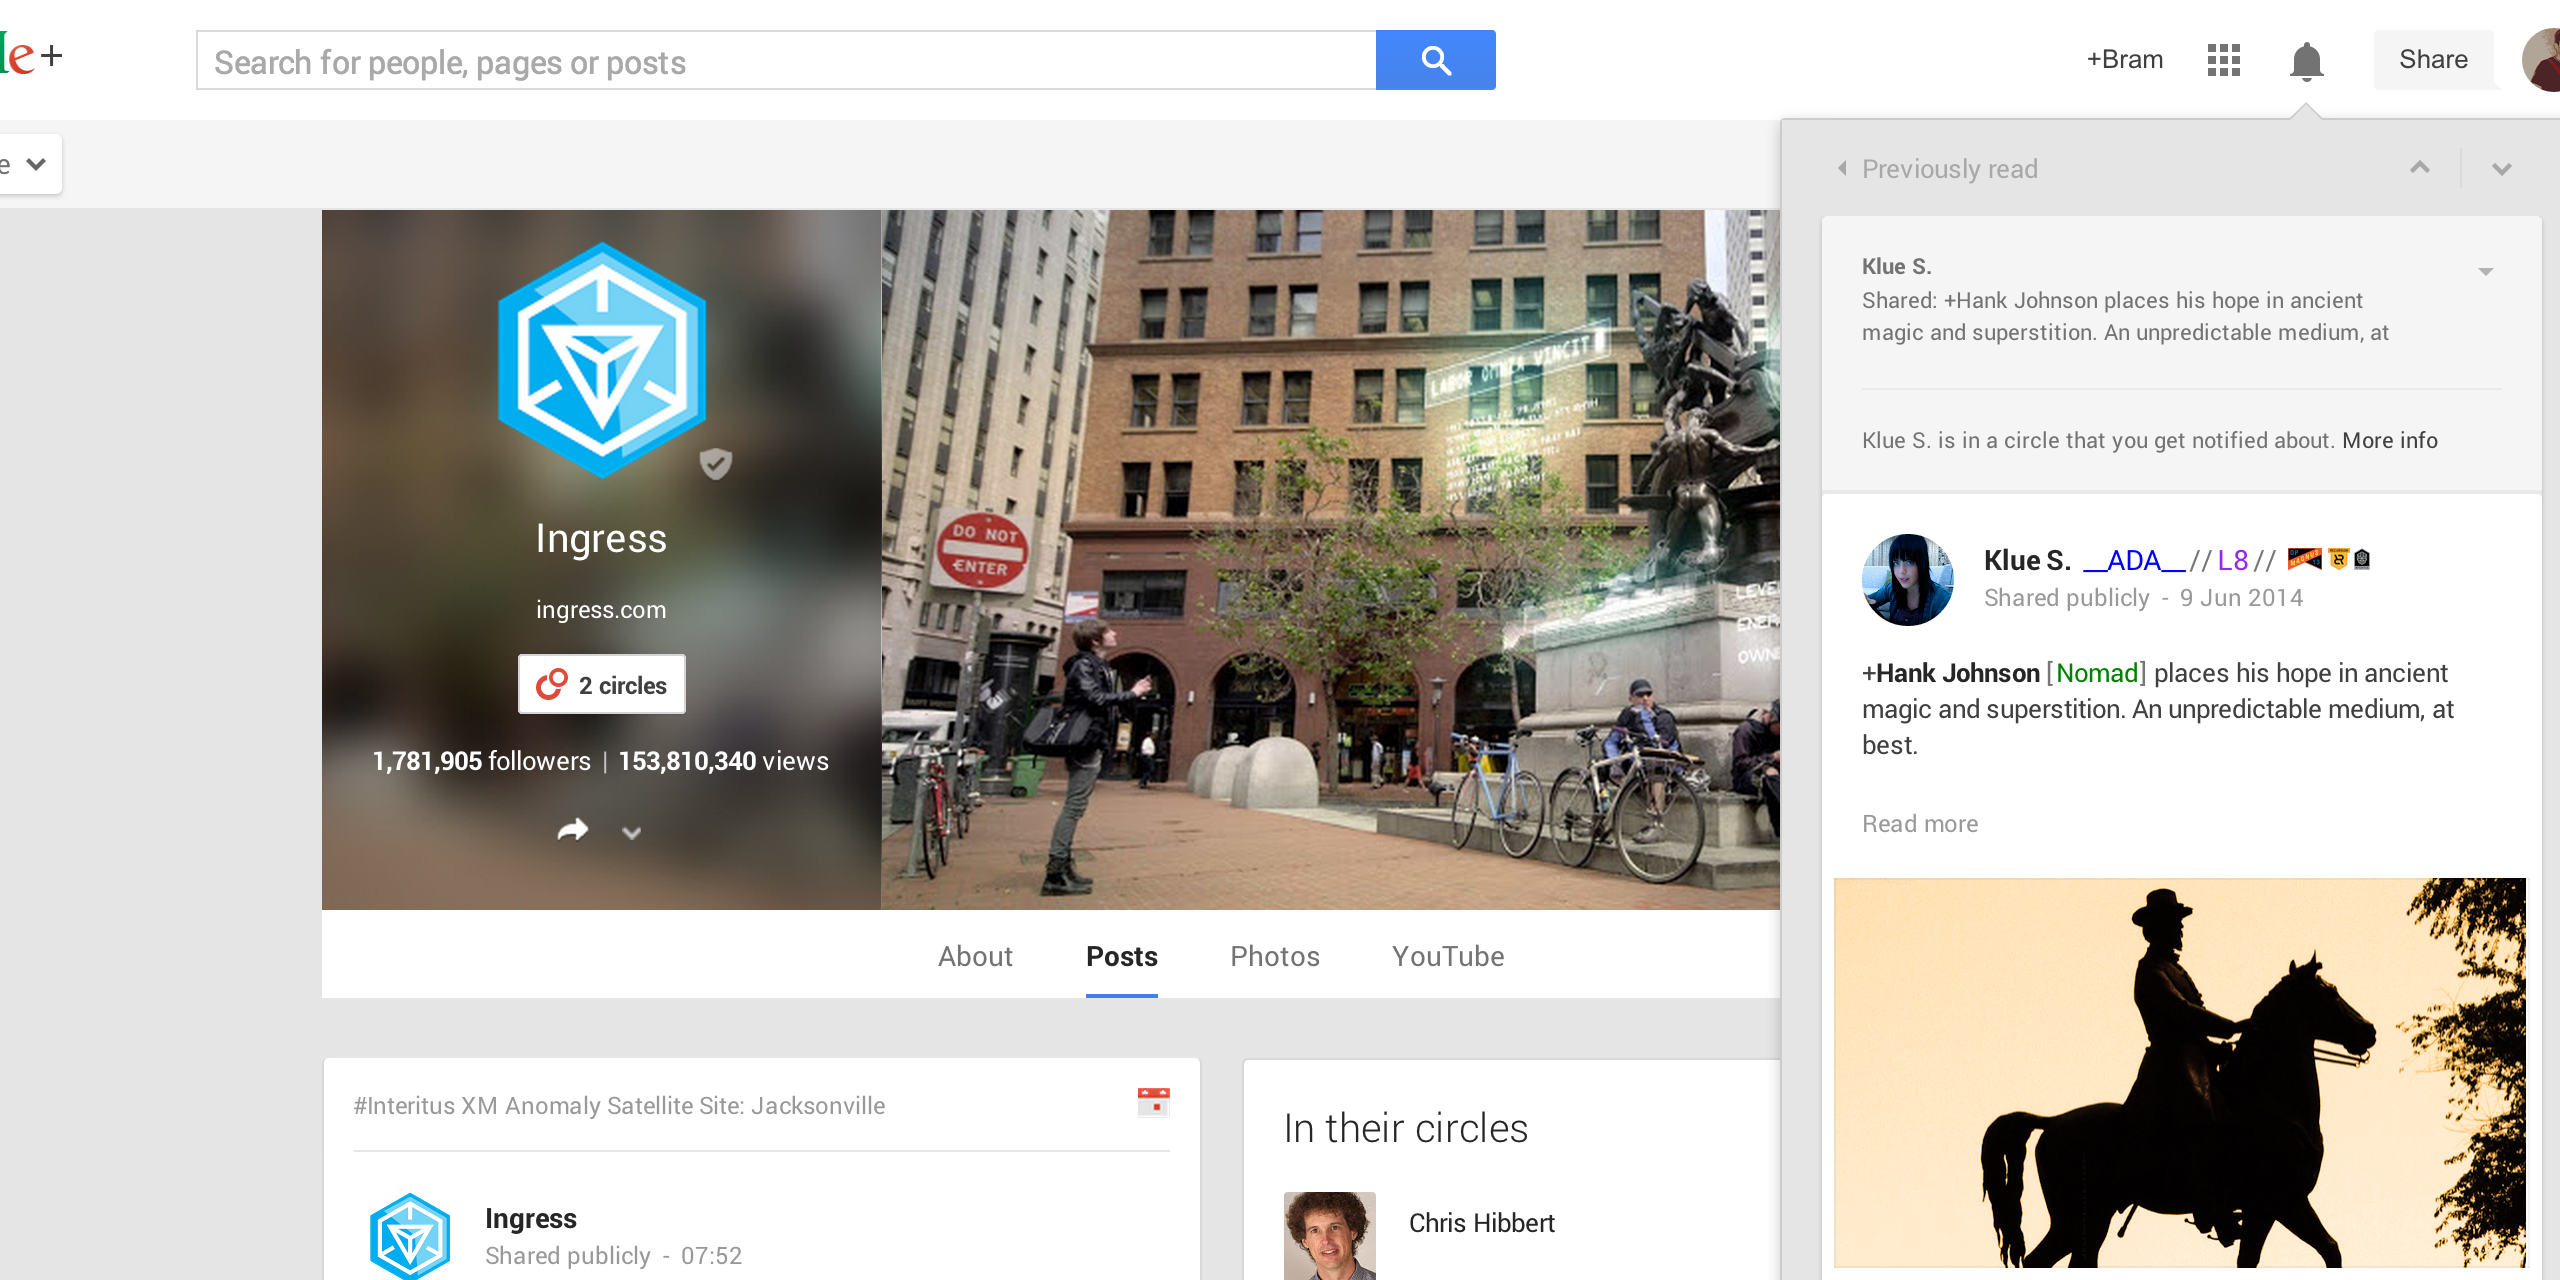 le+
Search for people, pages or posts
+Bram
Share
e
Previously read
Klue S.
Shared: +Hank Johnson places his hope in ancient
magic and superstition. An unpredictable medium, at
Klue S. is in a circle that you get notified about. More info
Klue S. __ADA__//L8//
Shared publicly - 9 Jun 2014
+Hank Johnson [Nomad] places his hope in ancient
magic and superstition. An unpredictable medium, at
best.
Read more
Ingress
ingress.com
2 circles
1,781,905 followers | 153,810,340 views
LABOR OMNIA VINCIT
DO NOT
ENTER
LEVE
ENER
OWNE
About
Posts
Photos
YouTube
#Interitus XM Anomaly Satellite Site: Jacksonville
Ingress
Shared publicly - 07:52
In their circles
Chris Hibbert